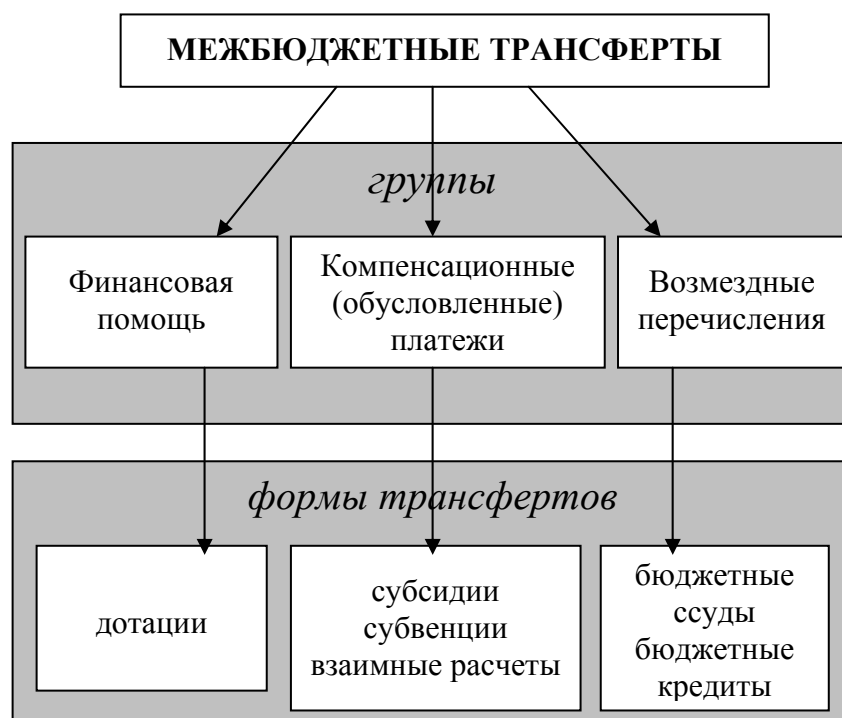 МЕЖБЮДЖЕТНЫЕ ТРАНСФЕРТЫ
группы
Финансовая
помощь
Компенсационные
(обусловленные)
платежи
Возмездные
перечисления
формы трансфертов
дотации
субсидии
субвенции
взаимные расчеты
бюджетные
ссуды
бюджетные
кредиты